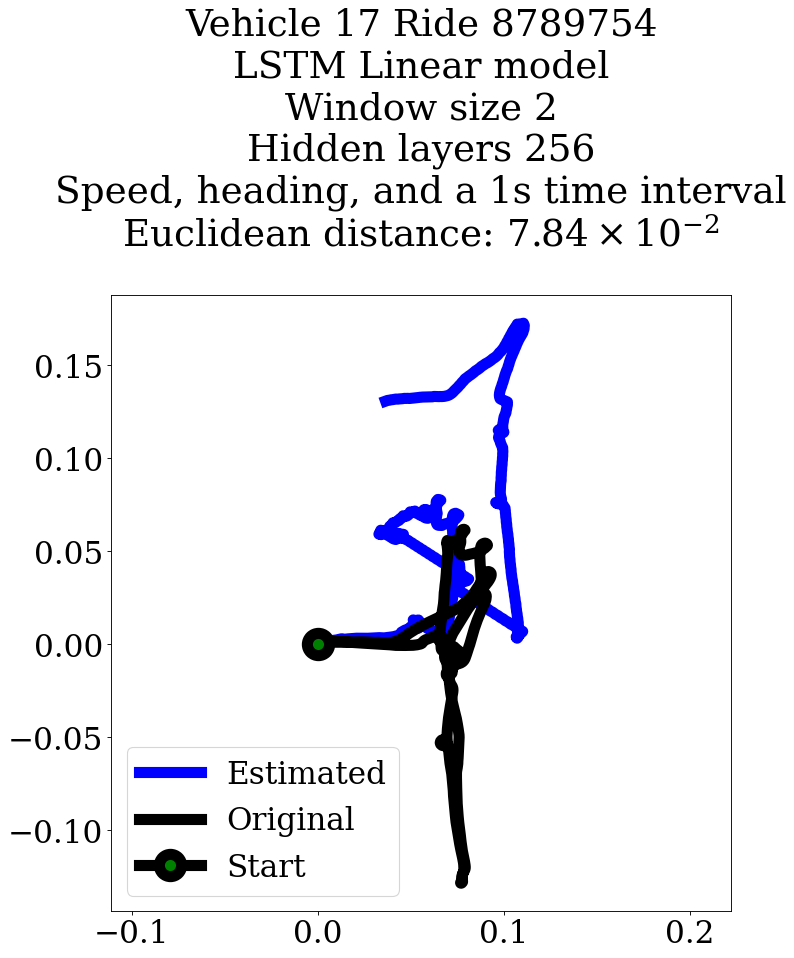 Vehicle 17 Ride 8789754
LSTM Linear model
Window size 2
Hidden layers 256
Speed, heading, and a 1s time interval
Euclidean distance: 7.84 × 10⁻²
0.15
0.10
0.05
0.00
−0.05
−0.10
Estimated
Original
Start
−0.1 0.0 0.1 0.2